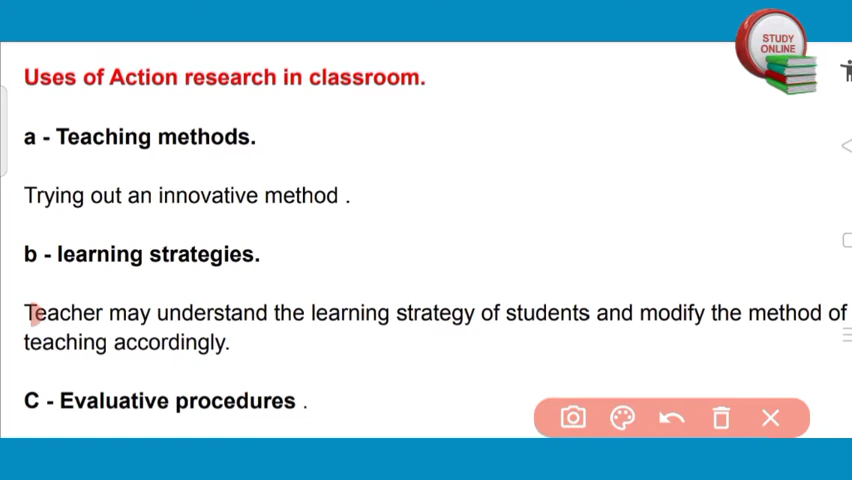 STUDY
ONLINE
Uses of Action research in classroom.
a - Teaching methods.
Trying out an innovative method .
b - learning strategies.
Teacher may understand the learning strategy of students and modify the method of
teaching accordingly.
C - Evaluative procedures .